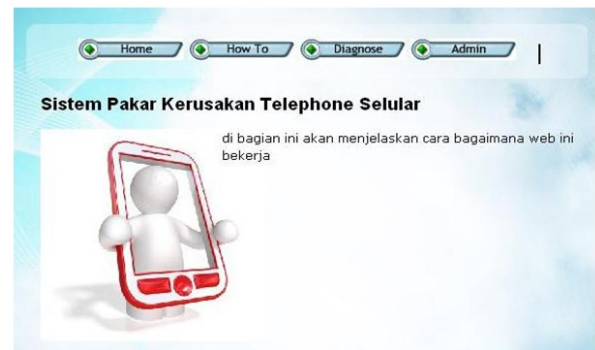 Home How To Diagnose Admin
Sistem Pakar Kerusakan Telephone Selular
di bagian ini akan menjelaskan cara bagaimana web ini
bekerja